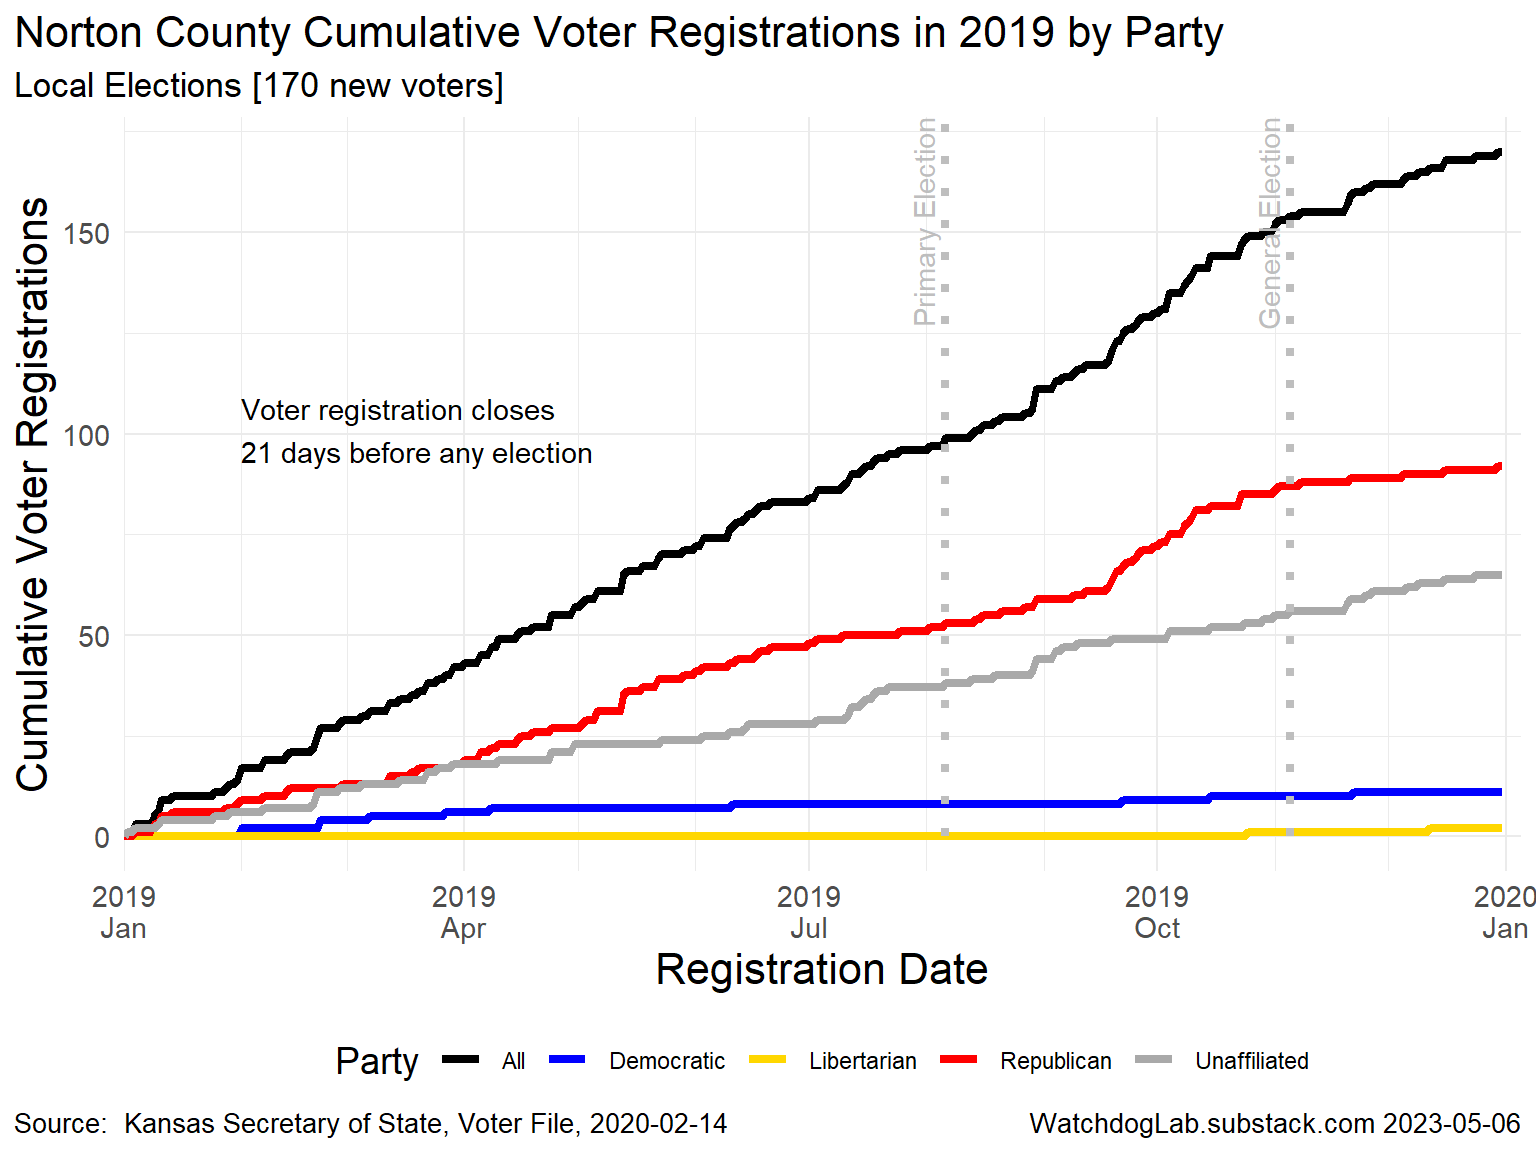 Norton County Cumulative Voter Registrations in 2019 by Party
Local Elections [170 new voters]
Cumulative Voter Registrations
150
100
50
0
Primary Election
General Election
Voter registration closes
21 days before any election
2019 2019 2019 2019 2020
Jan Apr Jul Oct Jan
Registration Date
Party All Democratic Libertarian Republican Unaffiliated
Source:  Kansas Secretary of State, Voter File, 2020-02-14
WatchdogLab.substack.com 2023-05-06